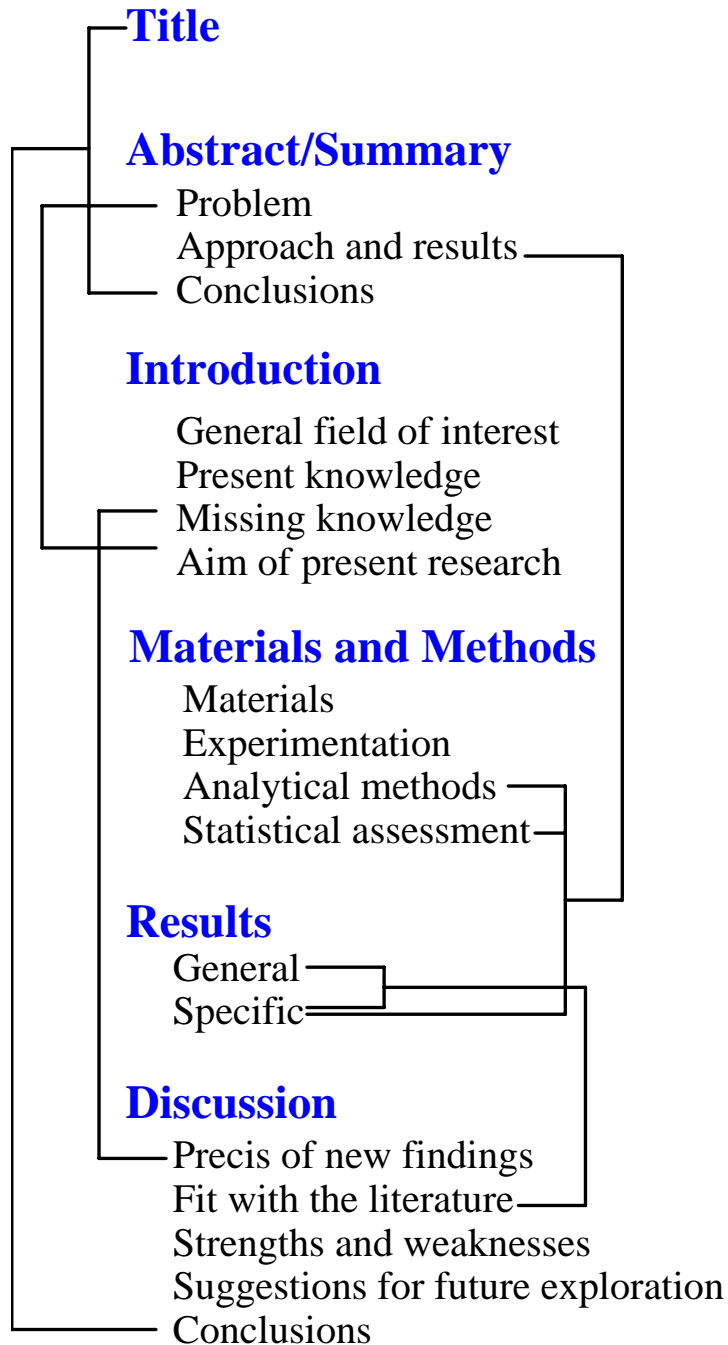 Title
Abstract/Summary
Problem
Approach and results
Conclusions
Introduction
General field of interest
Present knowledge
Missing knowledge
Aim of present research
Materials and Methods
Materials
Experimentation
Analytical methods
Statistical assessment
Results
General
Specific
Discussion
Precis of new findings
Fit with the literature
Strengths and weaknesses
Suggestions for future exploration
Conclusions